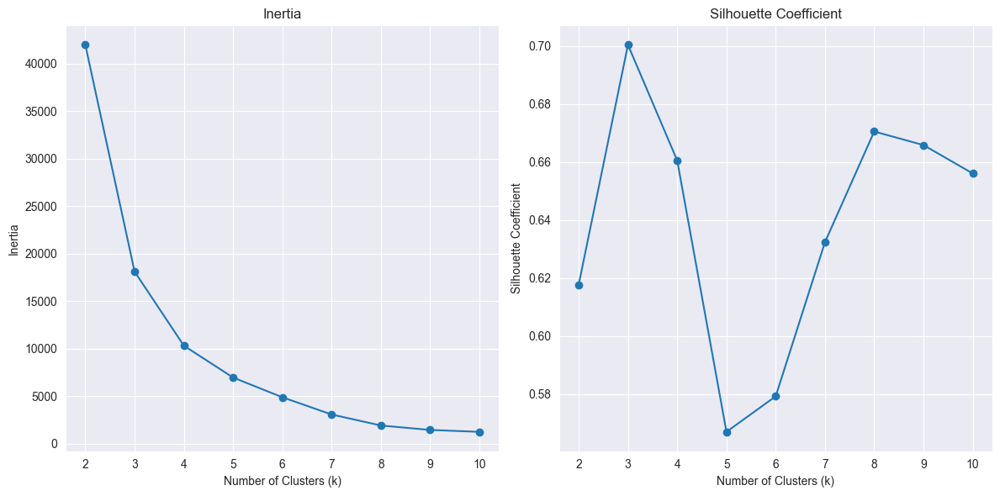 Inertia
40000
35000
30000
25000
20000
15000
10000
5000
0
Inertia
2 3 4 5 6 7 8 9 10
Number of Clusters (k)
Silhouette Coefficient
0.70
0.68
0.66
0.64
0.62
0.60
0.58
Silhouette Coefficient
2 3 4 5 6 7 8 9 10
Number of Clusters (k)